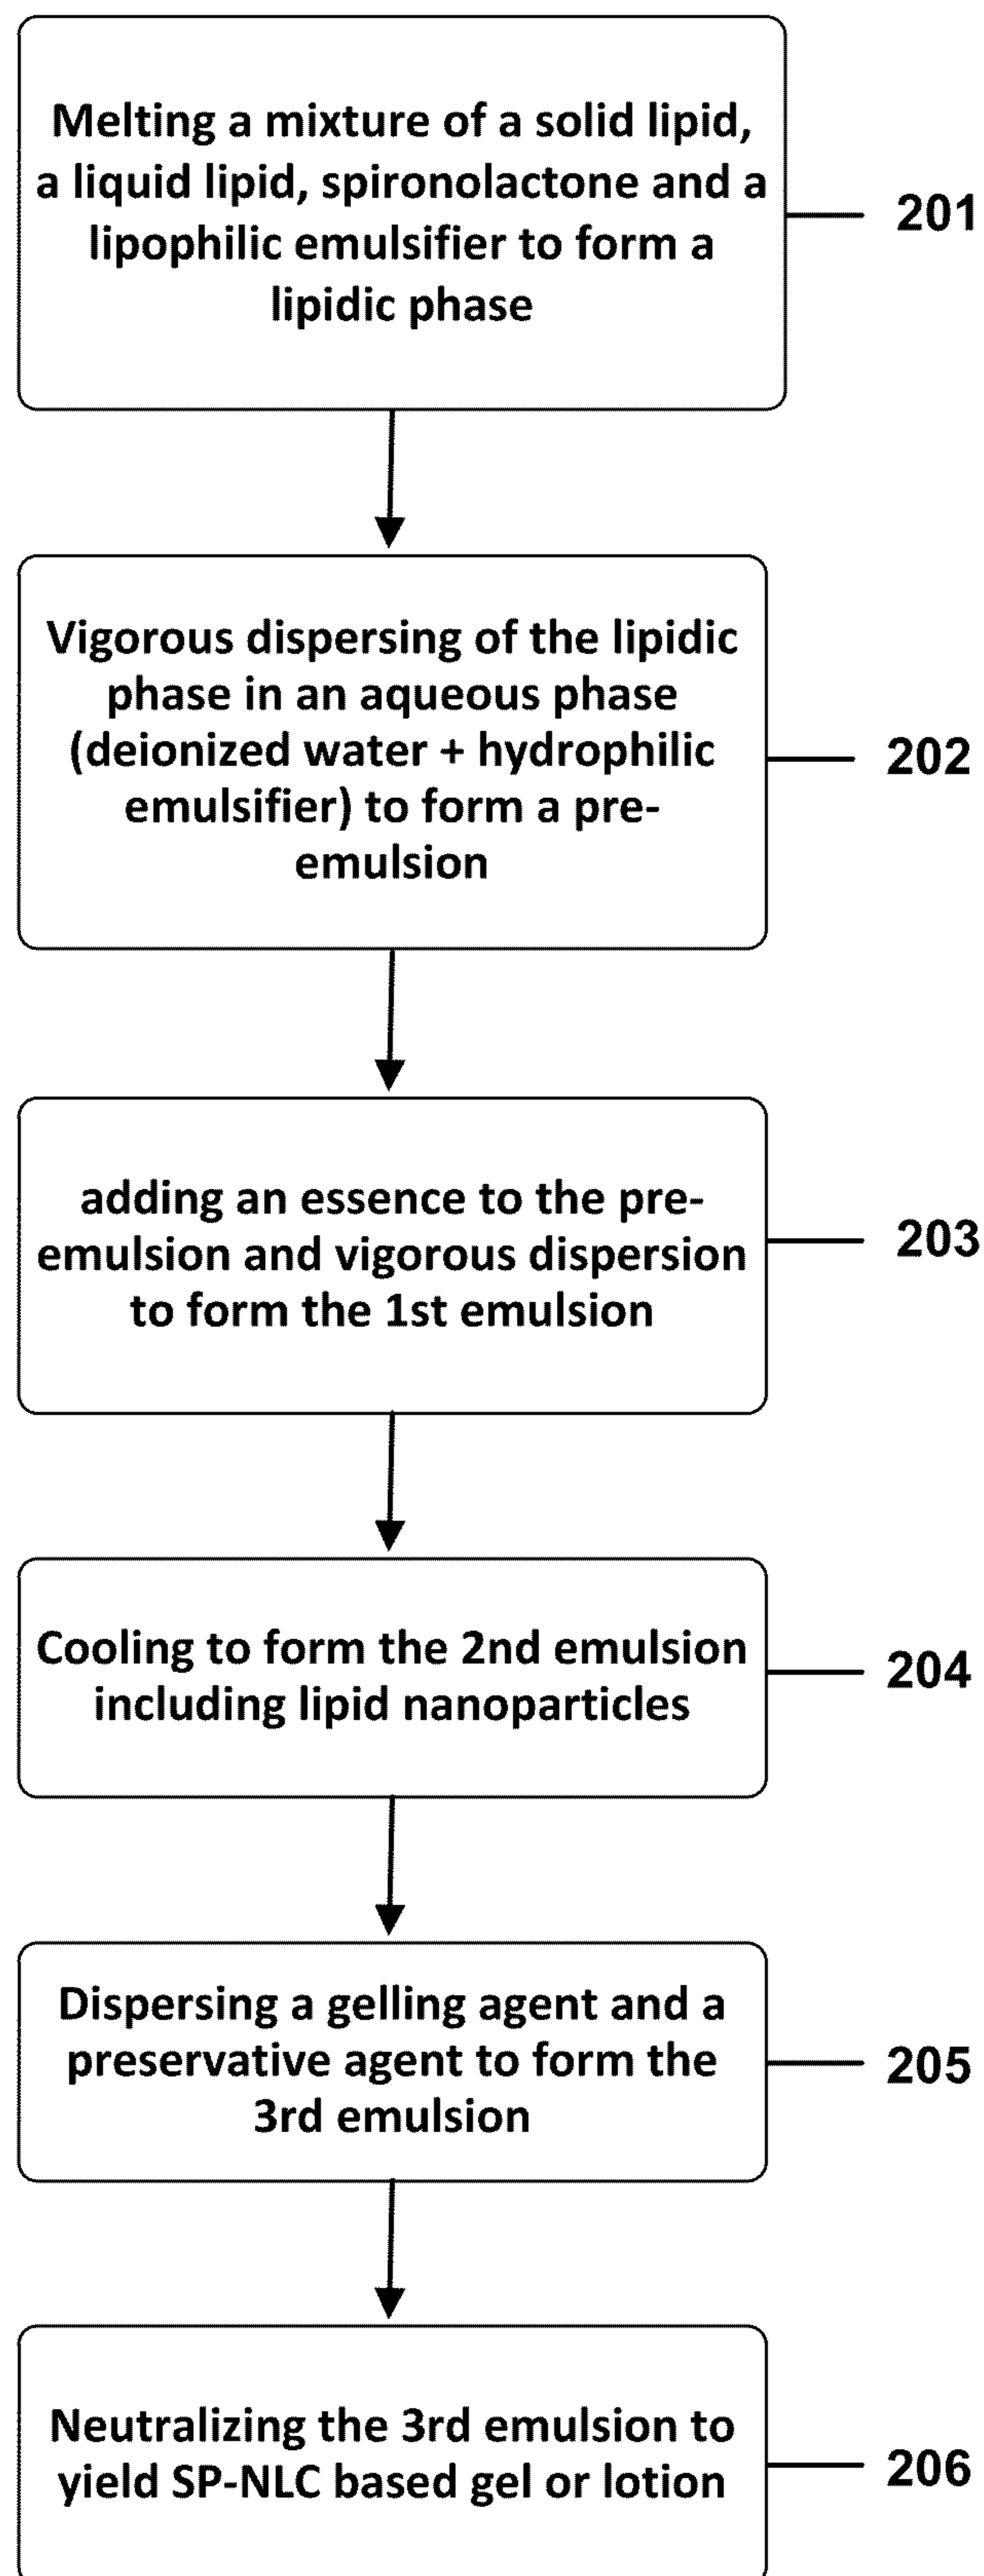 Melting a mixture of a solid lipid,
a liquid lipid, spironolactone and a
lipophilic emulsifier to form a
lipidic phase
201
Vigorous dispersing of the lipidic
phase in an aqueous phase
(deionized water + hydrophilic
emulsifier) to form a pre-
emulsion
202
adding an essence to the pre-
emulsion and vigorous dispersion
to form the 1st emulsion
203
Cooling to form the 2nd emulsion
including lipid nanoparticles
204
Dispersing a gelling agent and a
preservative agent to form the
3rd emulsion
205
Neutralizing the 3rd emulsion to
yield SP-NLC based gel or lotion
206